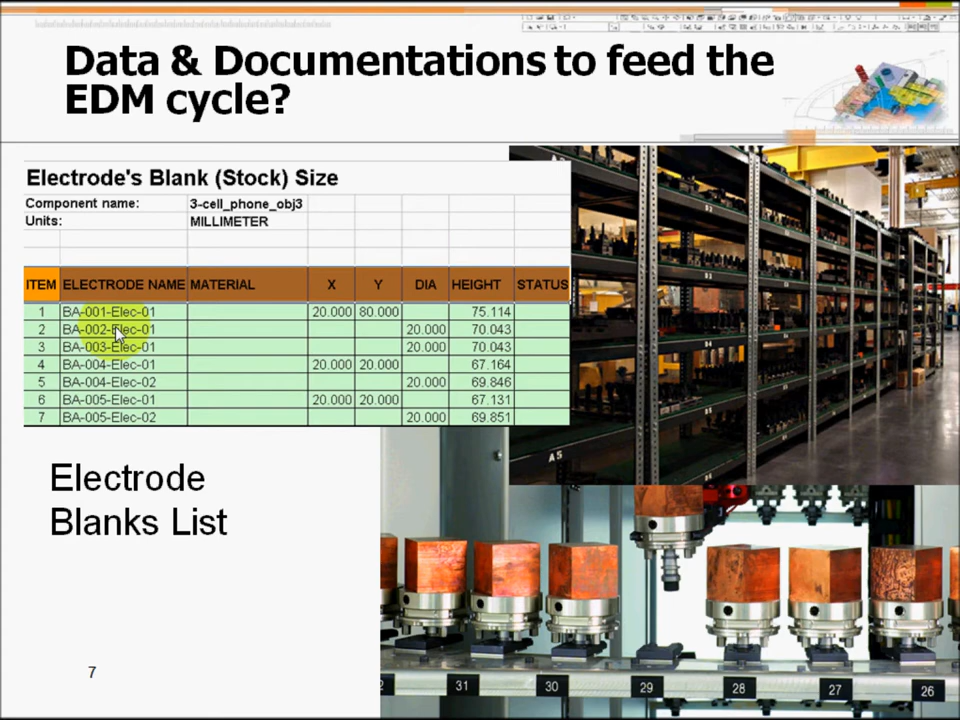 Data & Documentations to feed the
EDM cycle?
Electrode's Blank (Stock) Size
Component name: 3-cell_phone_obj3
Units: MILLIMETER
ITEM ELECTRODE NAME MATERIAL X Y DIA HEIGHT STATUS
1 BA-001-Elec-01 20.000 80.000 75.114
2 BA-002-Elec-01 20.000 70.043
3 BA-003-Elec-01 20.000 70.043
4 BA-004-Elec-01 20.000 20.000 67.164
5 BA-004-Elec-02 20.000 69.846
6 BA-005-Elec-01 20.000 20.000 67.131
7 BA-005-Elec-02 20.000 69.851
A5
Electrode
Blanks List
31 30 29 28 27 26
7